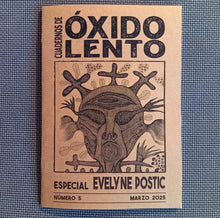 CUADERNOS DE
ÓXIDO
LENTO
ESPECIAL EVELYNE POSTIC
NÚMERO 3
MARZO 2025